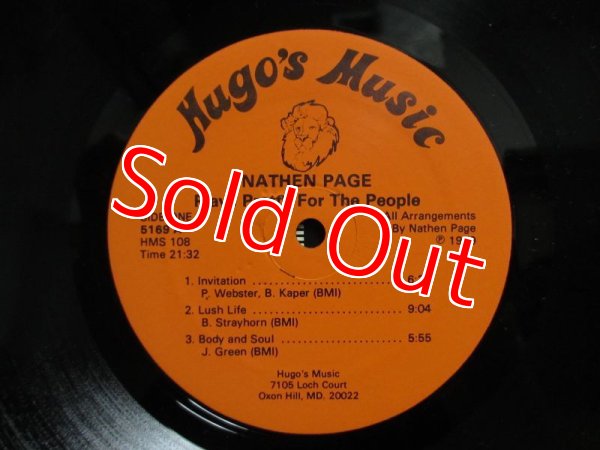 Hugo's Music
NATHEN PAGE
For The People
SIDE ONE
5169
HMS 108
Time 21:32
All Arrangements
By Nathen Page
Sold Out
1. Invitation
P. Webster, B. Kaper (BMI)
2. Lush Life 9:04
B. Strayhorn (BMI)
3. Body and Soul 5:55
J. Green (BMI)
Hugo's Music
7105 Loch Court
Oxon Hill, MD. 20022